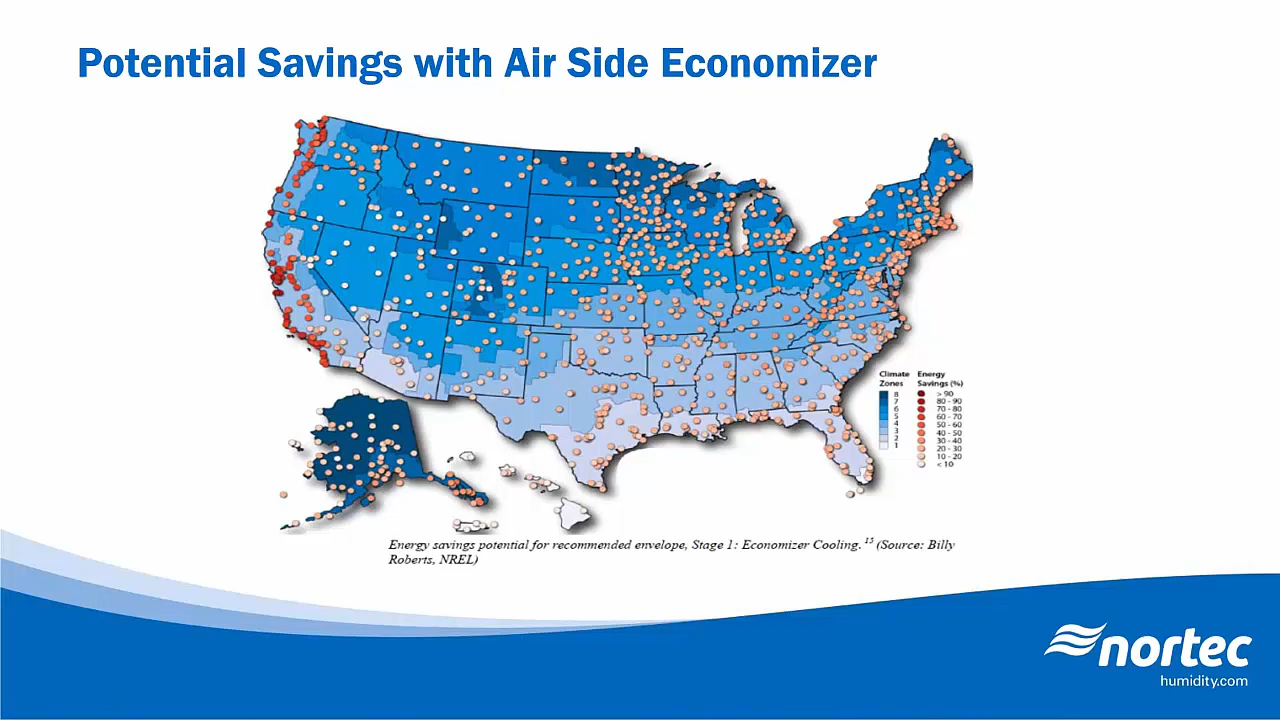 Potential Savings with Air Side Economizer
Climate Energy
Zones Savings (%)
8 > 90
7 80 - 90
6 70 - 80
5 60 - 70
4 50 - 60
3 40 - 50
2 30 - 40
1 20 - 30
10 - 20
< 10
Energy savings potential for recommended envelope, Stage 1: Economizer Cooling. 15 (Source: Billy
Roberts, NREL)
nortec
humidity.com